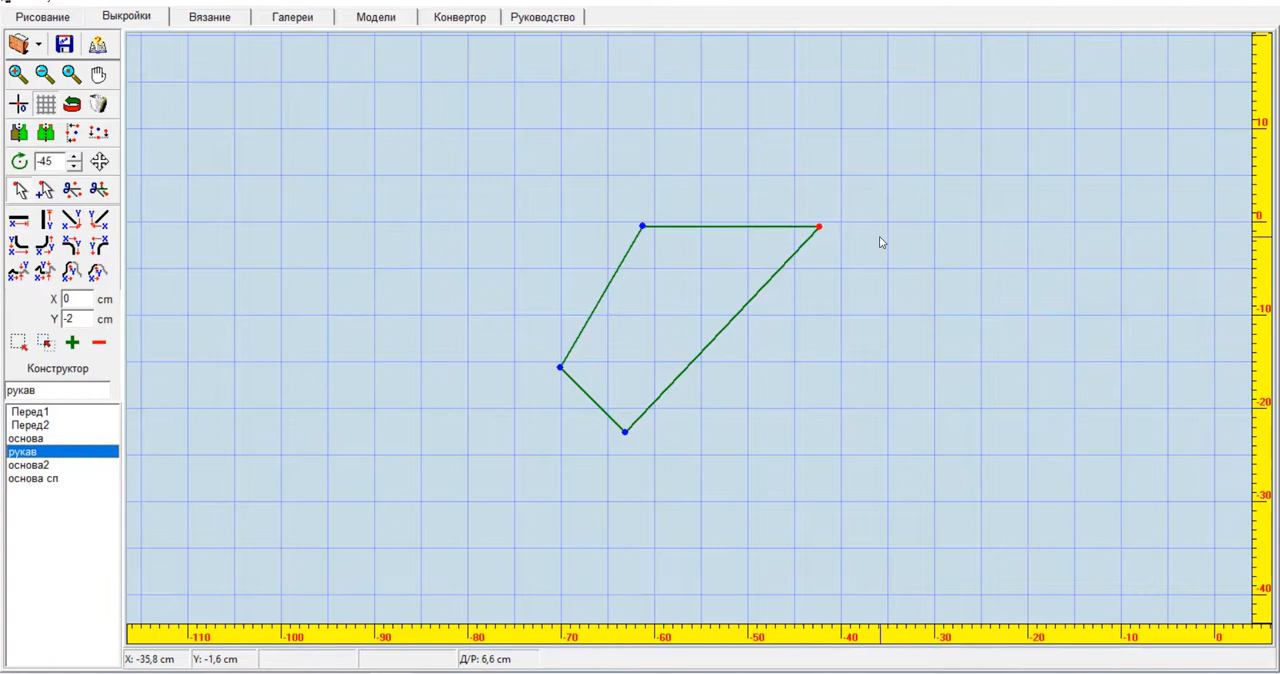 Рисование Выкройки Вязание Галереи Модели Конвертор Руководство
-45
X 0 cm
Y -2 cm
Конструктор
рукав
Перед1
Перед2
основа
рукав
основа2
основа сп
10
0
-10
-20
-30
-40
-110 -100 -90 -80 -70 -60 -50 -40 -30 -20 -10 0
X: -35,8 cm Y: -1,6 cm Д/Р: 6,6 cm